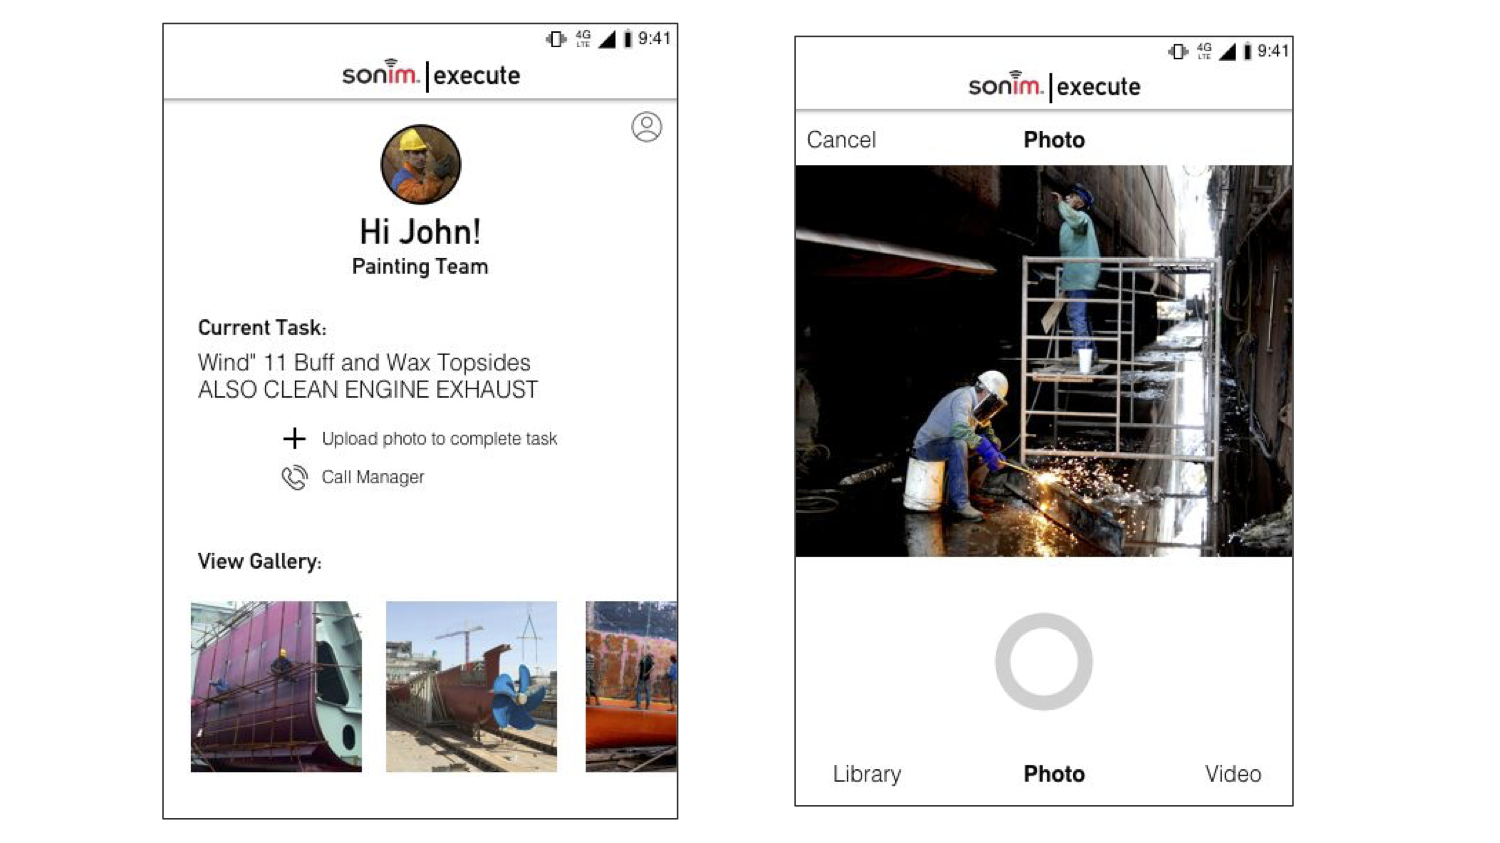 4G LTE 9:41
sonim. execute
Hi John!
Painting Team
Current Task:
Wind" 11 Buff and Wax Topsides
ALSO CLEAN ENGINE EXHAUST
Upload photo to complete task
Call Manager
View Gallery:
4G LTE 9:41
sonim. execute
Cancel Photo
Library Photo Video